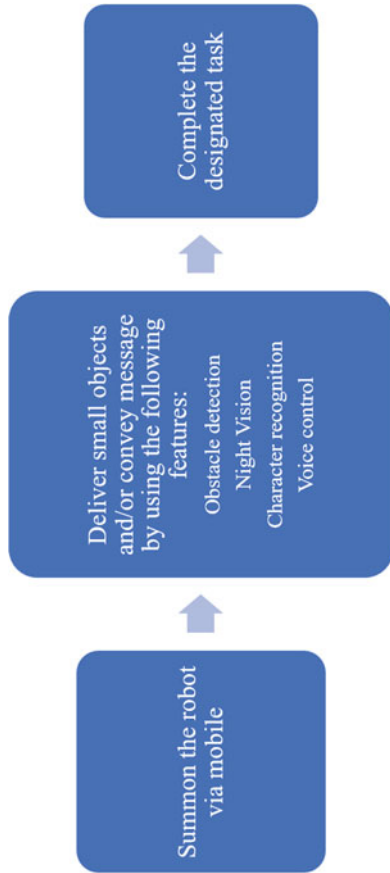 Summon the robot
via mobile
Deliver small objects
and/or convey message
by using the following
features:
Obstacle detection
Night Vision
Character recognition
Voice control
Complete the
designated task